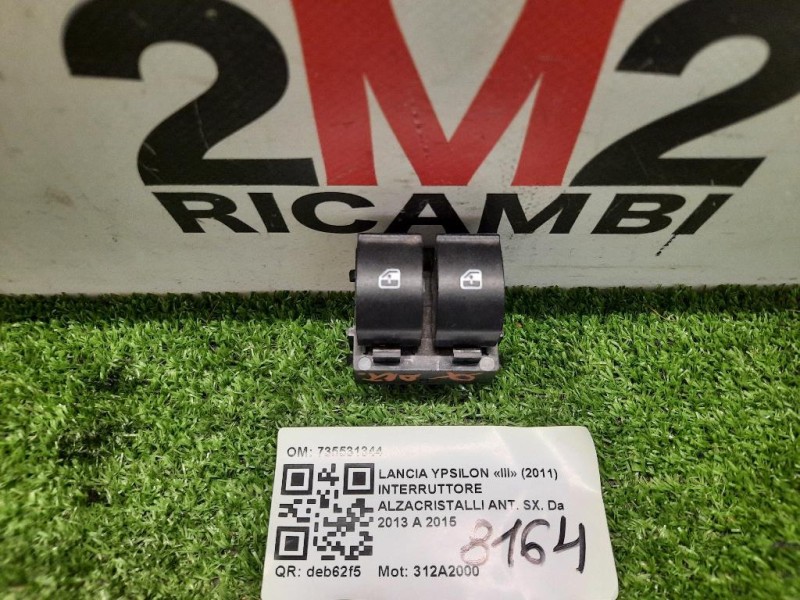 2M2
RICAMBI
OM: 735531344
LANCIA YPSILON «III» (2011)
INTERRUTTORE
ALZACRISTALLI ANT. SX. Da
2013 A 2015
8164
QR: deb62f5 Mot: 312A2000